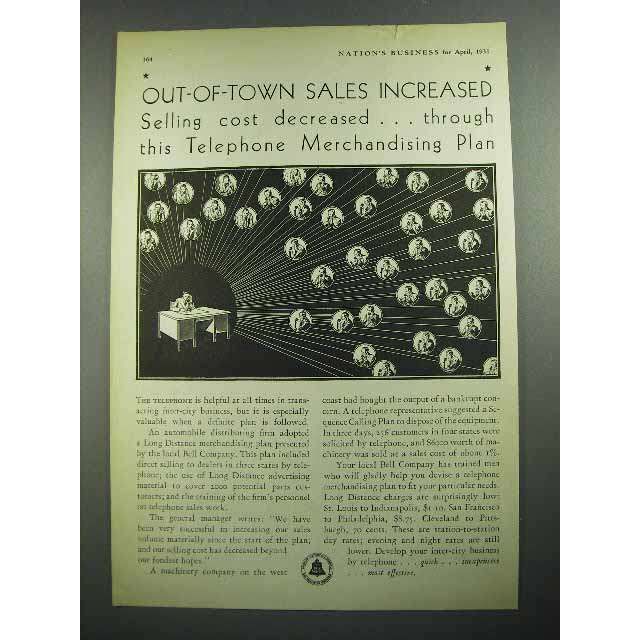 164
NATION'S BUSINESS for April, 1931
OUT-OF-TOWN SALES INCREASED
Selling cost decreased . . . through
this Telephone Merchandising Plan
THE TELEPHONE is helpful at all times in trans-
acting inter-city business, but it is especially
valuable when a definite plan is followed.
An automobile distributing firm adopted
a Long Distance merchandising plan presented
by the local Bell Company. This plan included
direct selling to dealers in three states by tele-
phone; the use of Long Distance advertising
material to cover 2000 potential parts cus-
tomers; and the training of the firm's personnel
in telephone sales work.
The general manager writes: "We have
been very successful in increasing our sales
volume materially since the start of the plan;
and our selling cost has decreased beyond
our fondest hopes."
A machinery company on the west
coast had bought the output of a bankrupt con-
cern. A telephone representative suggested a Se-
quence Calling Plan to dispose of the equipment.
In three days, 256 customers in four states were
solicited by telephone, and worth of ma-
chinery was sold at a sales cost of about 1%.
Your local Bell Company has trained men
who will gladly help you devise a telephone
merchandising plan to fit your particular needs.
Long Distance charges are surprisingly low:
St. Louis to Indianapolis, $1.10. San Francisco
to Philadelphia, $8.75. Cleveland to Pitts-
burgh, 70 cents. These are station-to-station
day rates; evening and night rates are still
lower. Develop your inter-city business
by telephone . . . quick . . . inexpensive
. . . most effective.